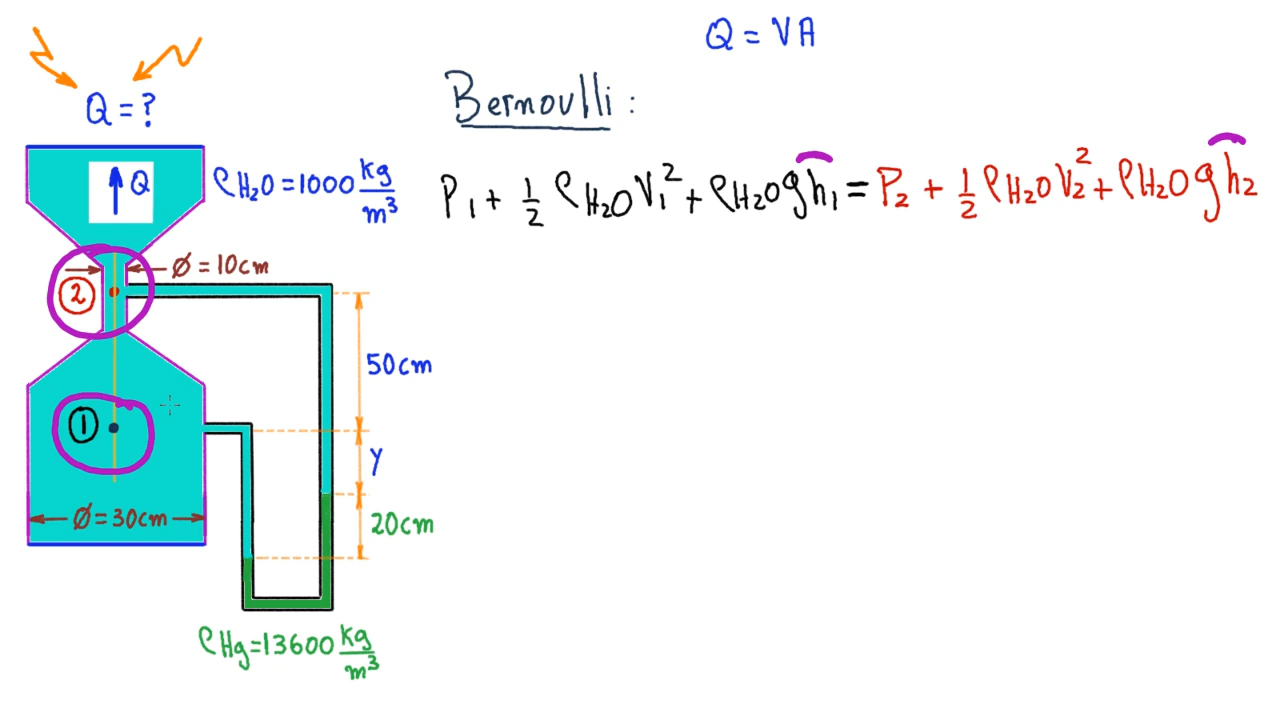 Q = VA
Bernoulli :
Q = ?
Q
ρH₂O = 1000 kg/m³
P₁ + 1/2 ρH₂O V₁² + ρH₂O g h₁ = P₂ + 1/2 ρH₂O V₂² + ρH₂O g h₂
Ø = 10cm
②
50cm
①
Y
Ø = 30cm
20cm
ρHg = 13600 kg/m³